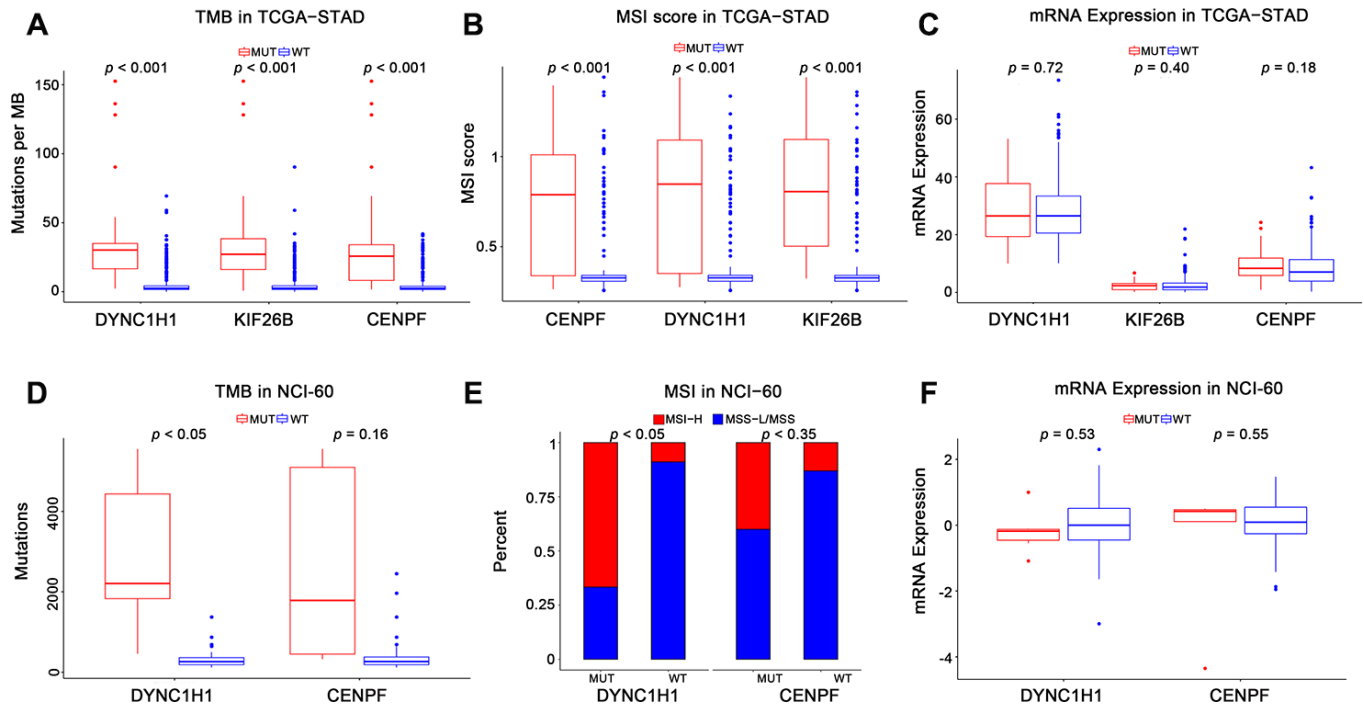 A
TMB in TCGA-STAD
MUT WT
p < 0.001 p < 0.001 p < 0.001
Mutations per MB
150
100
50
0
DYNC1H1 KIF26B CENPF
B
MSI score in TCGA-STAD
MUT WT
p < 0.001 p < 0.001 p < 0.001
MSI score
1
0.5
CENPF DYNC1H1 KIF26B
C
mRNA Expression in TCGA-STAD
MUT WT
p = 0.72 p = 0.40 p = 0.18
mRNA Expression
60
40
20
0
DYNC1H1 KIF26B CENPF
D
TMB in NCI-60
MUT WT
p < 0.05 p = 0.16
Mutations
4000
2000
0
DYNC1H1 CENPF
E
MSI in NCI-60
MSI-H MSS-L/MSS
p < 0.05 p < 0.35
Percent
1
0.75
0.5
0.25
0
MUT WT MUT WT
DYNC1H1 CENPF
F
mRNA Expression in NCI-60
MUT WT
p = 0.53 p = 0.55
mRNA Expression
2
0
-2
-4
DYNC1H1 CENPF